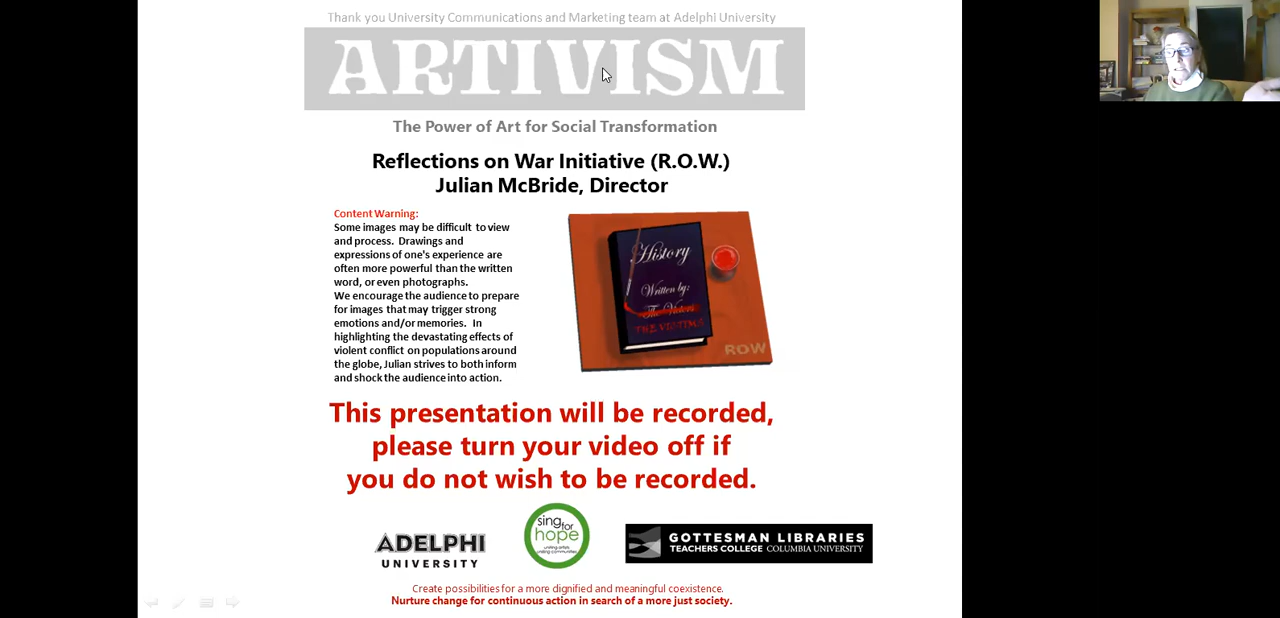 Thank you University Communications and Marketing team at Adelphi University
ARTIVISM
The Power of Art for Social Transformation
Reflections on War Initiative (R.O.W.)
Julian McBride, Director
Content Warning:
Some images may be difficult to view
and process. Drawings and
expressions of one's experience are
often more powerful than the written
word, or even photographs.
We encourage the audience to prepare
for images that may trigger strong
emotions and/or memories. In
highlighting the devastating effects of
violent conflict on populations around
the globe, Julian strives to both inform
and shock the audience into action.
History
Written by:
The Victors
THE VICTIMS
ROW
This presentation will be recorded,
please turn your video off if
you do not wish to be recorded.
ADELPHI
UNIVERSITY
sing for
hope
uniting artists
uniting communities
GOTTESMAN LIBRARIES
TEACHERS COLLEGE COLUMBIA UNIVERSITY
Create possibilities for a more dignified and meaningful coexistence.
Nurture change for continuous action in search of a more just society.